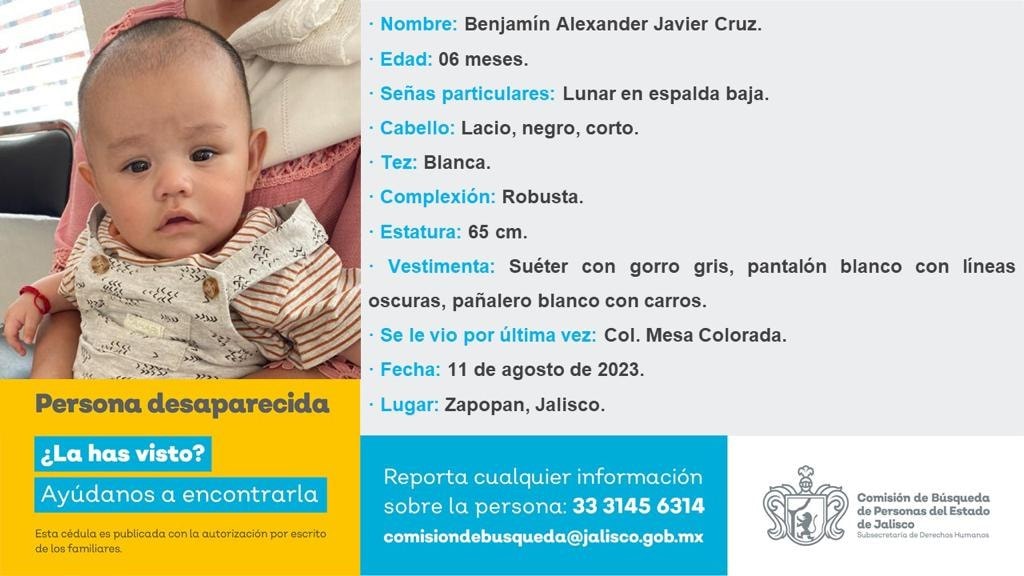 · Nombre: Benjamín Alexander Javier Cruz.
· Edad: 06 meses.
· Señas particulares: Lunar en espalda baja.
· Cabello: Lacio, negro, corto.
· Tez: Blanca.
· Complexión: Robusta.
· Estatura: 65 cm.
· Vestimenta: Suéter con gorro gris, pantalón blanco con líneas
oscuras, pañalero blanco con carros.
· Se le vio por última vez: Col. Mesa Colorada.
· Fecha: 11 de agosto de 2023.
· Lugar: Zapopan, Jalisco.
Persona desaparecida
¿La has visto?
Ayúdanos a encontrarla
Esta cédula es publicada con la autorización por escrito
de los familiares.
Reporta cualquier información
sobre la persona: 33 3145 6314
comisiondebusqueda@jalisco.gob.mx
Comisión de Búsqueda
de Personas del Estado
de Jalisco
Subsecretaría de Derechos Humanos